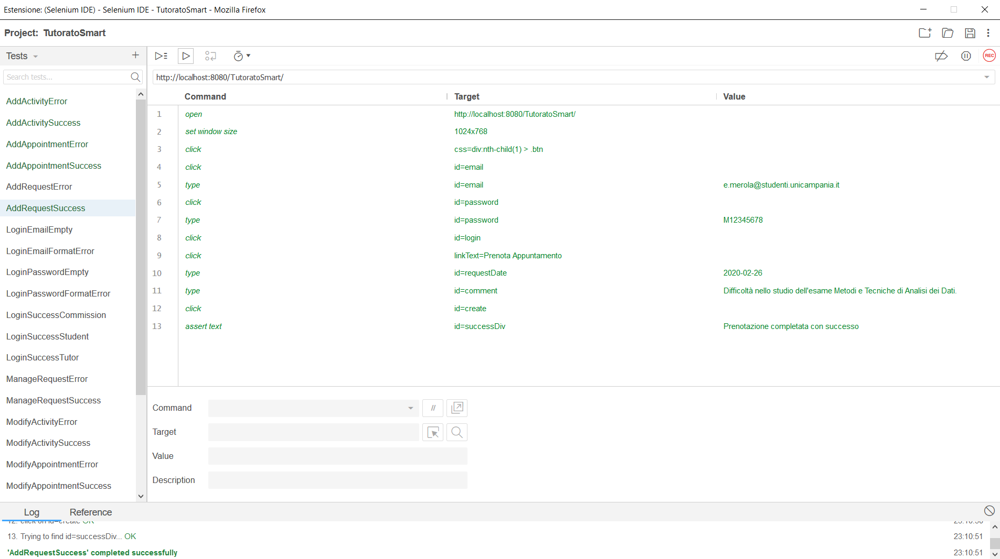 Estensione: (Selenium IDE) - Selenium IDE - TutoratoSmart - Mozilla Firefox
Project: TutoratoSmart
Tests
Search tests...
AddActivityError
AddActivitySuccess
AddAppointmentError
AddAppointmentSuccess
AddRequestError
AddRequestSuccess
LoginEmailEmpty
LoginEmailFormatError
LoginPasswordEmpty
LoginPasswordFormatError
LoginSuccessCommission
LoginSuccessStudent
LoginSuccessTutor
ManageRequestError
ManageRequestSuccess
ModifyActivityError
ModifyActivitySuccess
ModifyAppointmentError
ModifyAppointmentSuccess
REC
http://localhost:8080/TutoratoSmart/
Command Target Value
1 open http://localhost:8080/TutoratoSmart/
2 set window size 1024x768
3 click css=div:nth-child(1) > .btn
4 click id=email
5 type id=email e.merola@studenti.unicampania.it
6 click id=password
7 type id=password M12345678
8 click id=login
9 click linkText=Prenota Appuntamento
10 type id=requestDate 2020-02-26
11 type id=comment Difficoltà nello studio dell'esame Metodi e Tecniche di Analisi dei Dati.
12 click id=create
13 assert text id=successDiv Prenotazione completata con successo
Command //
Target
Value
Description
Log Reference
12. click on id=create OK 23:10:50
13. Trying to find id=successDiv... OK 23:10:51
'AddRequestSuccess' completed successfully 23:10:51